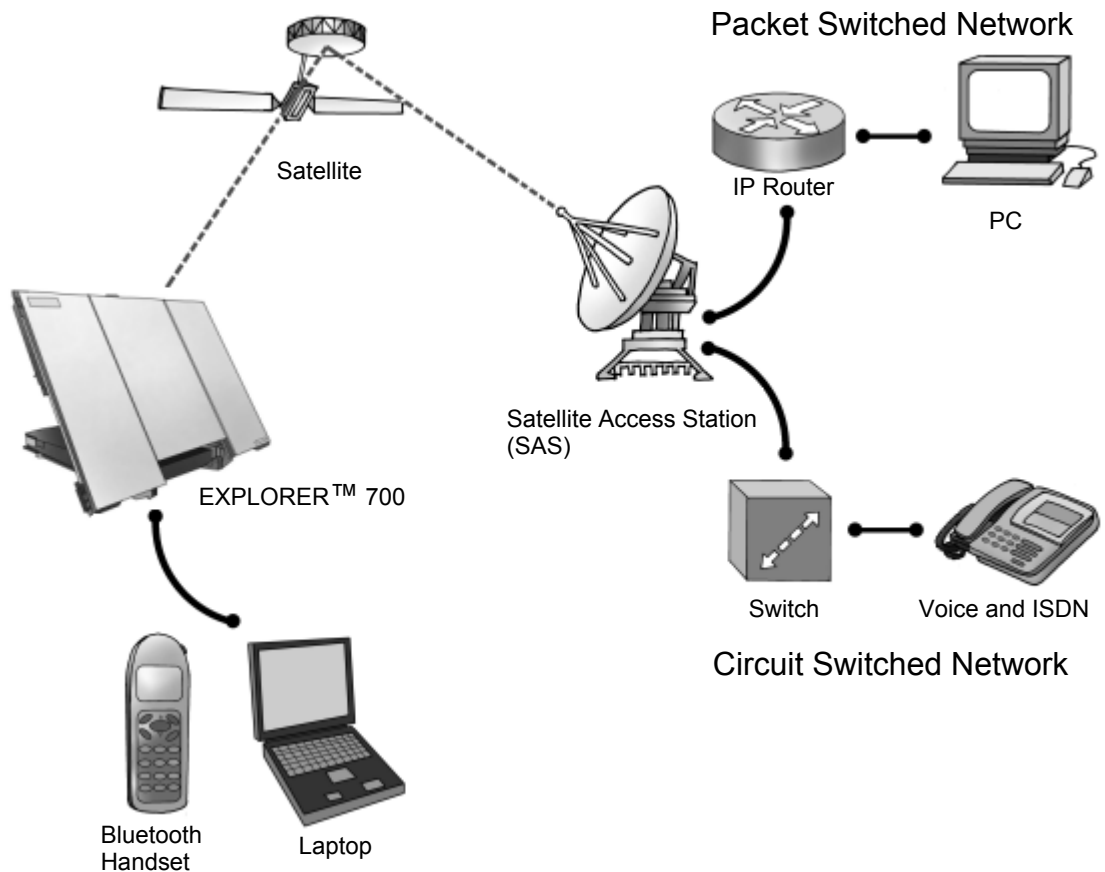 Packet Switched Network
Satellite
IP Router
PC
Satellite Access Station
(SAS)
EXPLORER™ 700
Switch
Voice and ISDN
Circuit Switched Network
Bluetooth
Handset
Laptop